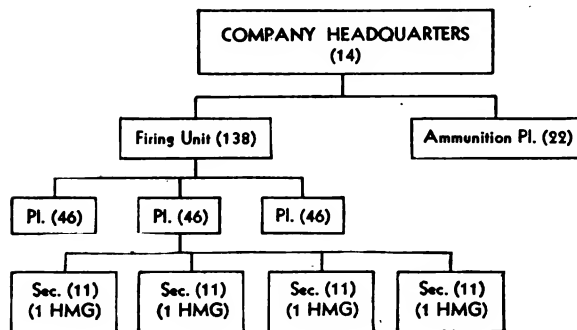 COMPANY HEADQUARTERS
(14)
Firing Unit (138)
Ammunition Pl. (22)
Pl. (46)
Pl. (46)
Pl. (46)
Sec. (11)
(1 HMG)
Sec. (11)
(1 HMG)
Sec. (11)
(1 HMG)
Sec. (11)
(1 HMG)